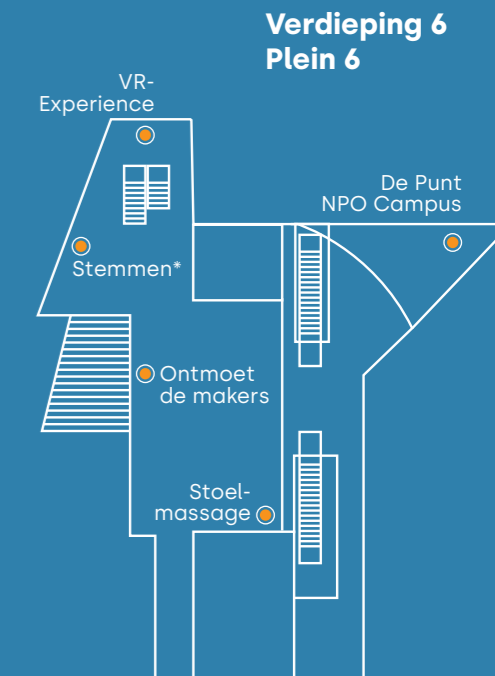 Verdieping 6
Plein 6
VR-
Experience
De Punt
NPO Campus
Stemmen*
Ontmoet
de makers
Stoel-
massage